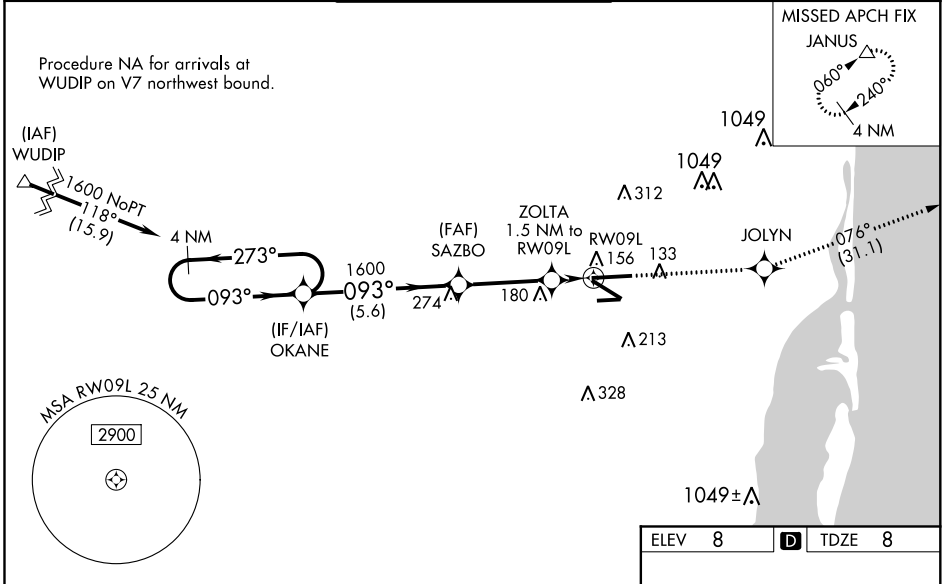 MISSED APCH FIX
JANUS
060°
240°
4 NM
Procedure NA for arrivals at
WUDIP on V7 northwest bound.
(IAF)
WUDIP
1600 NoPT
118°
(15.9)
4 NM
273°
093°
(IF/IAF)
OKANE
1600
093°
(5.6)
(FAF)
SAZBO
274
ZOLTA
1.5 NM to
RW09L
180
RW09L
156
133
312
1049
1049
JOLYN
076°
(31.1)
213
328
1049±
MSA RW09L 25 NM
2900
ELEV 8 D TDZE 8